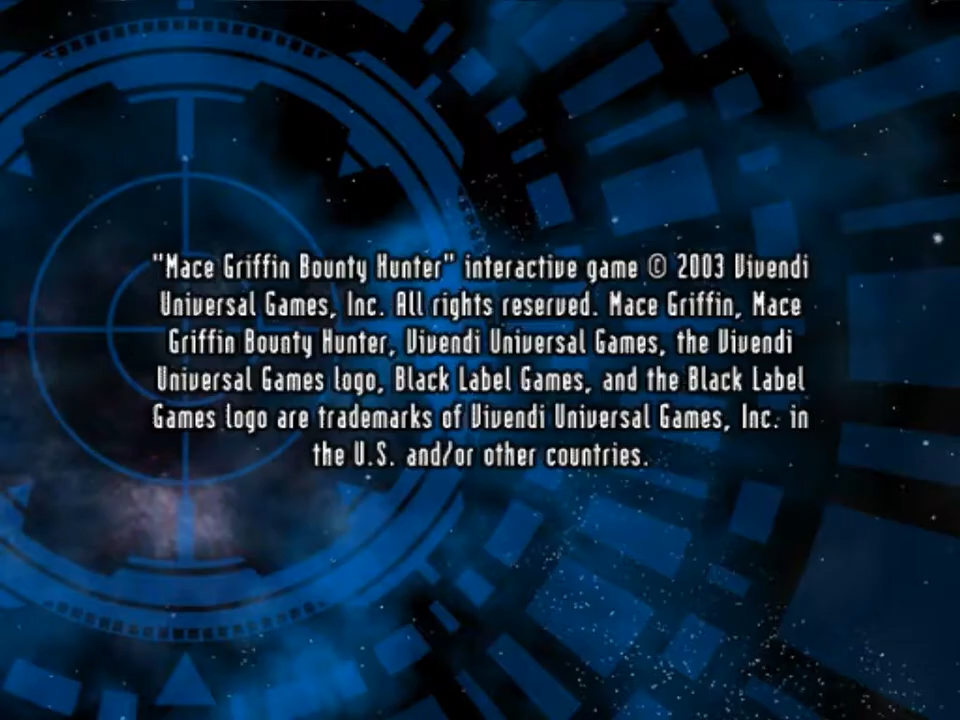 "Mace Griffin Bounty Hunter" interactive game © 2003 Vivendi
Universal Games, Inc. All rights reserved. Mace Griffin, Mace
Griffin Bounty Hunter, Vivendi Universal Games, the Vivendi
Universal Games logo, Black Label Games, and the Black Label
Games logo are trademarks of Vivendi Universal Games, Inc. in
the U.S. and/or other countries.